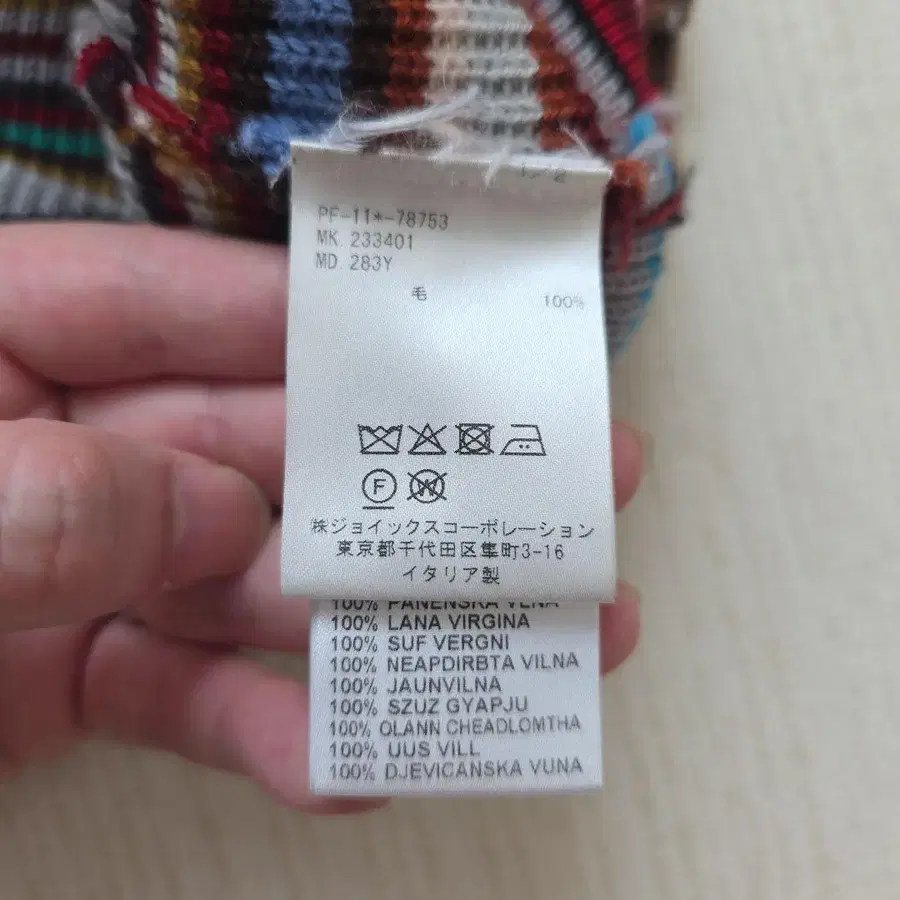 PF-11*-78753
MK. 233401
MD. 283Y
毛 100%
F
W
㈱ジョイックスコーポレーション
東京都千代田区隼町3-16
イタリア製
100% PANENSKA VLNA
100% LANA VIRGINA
100% SUF VERGNI
100% NEAPDIRBTA VILNA
100% JAUNVILNA
100% SZUZ GYAPJU
100% OLANN CHEADLOMTHA
100% UUS VILL
100% DJEVICANSKA VUNA